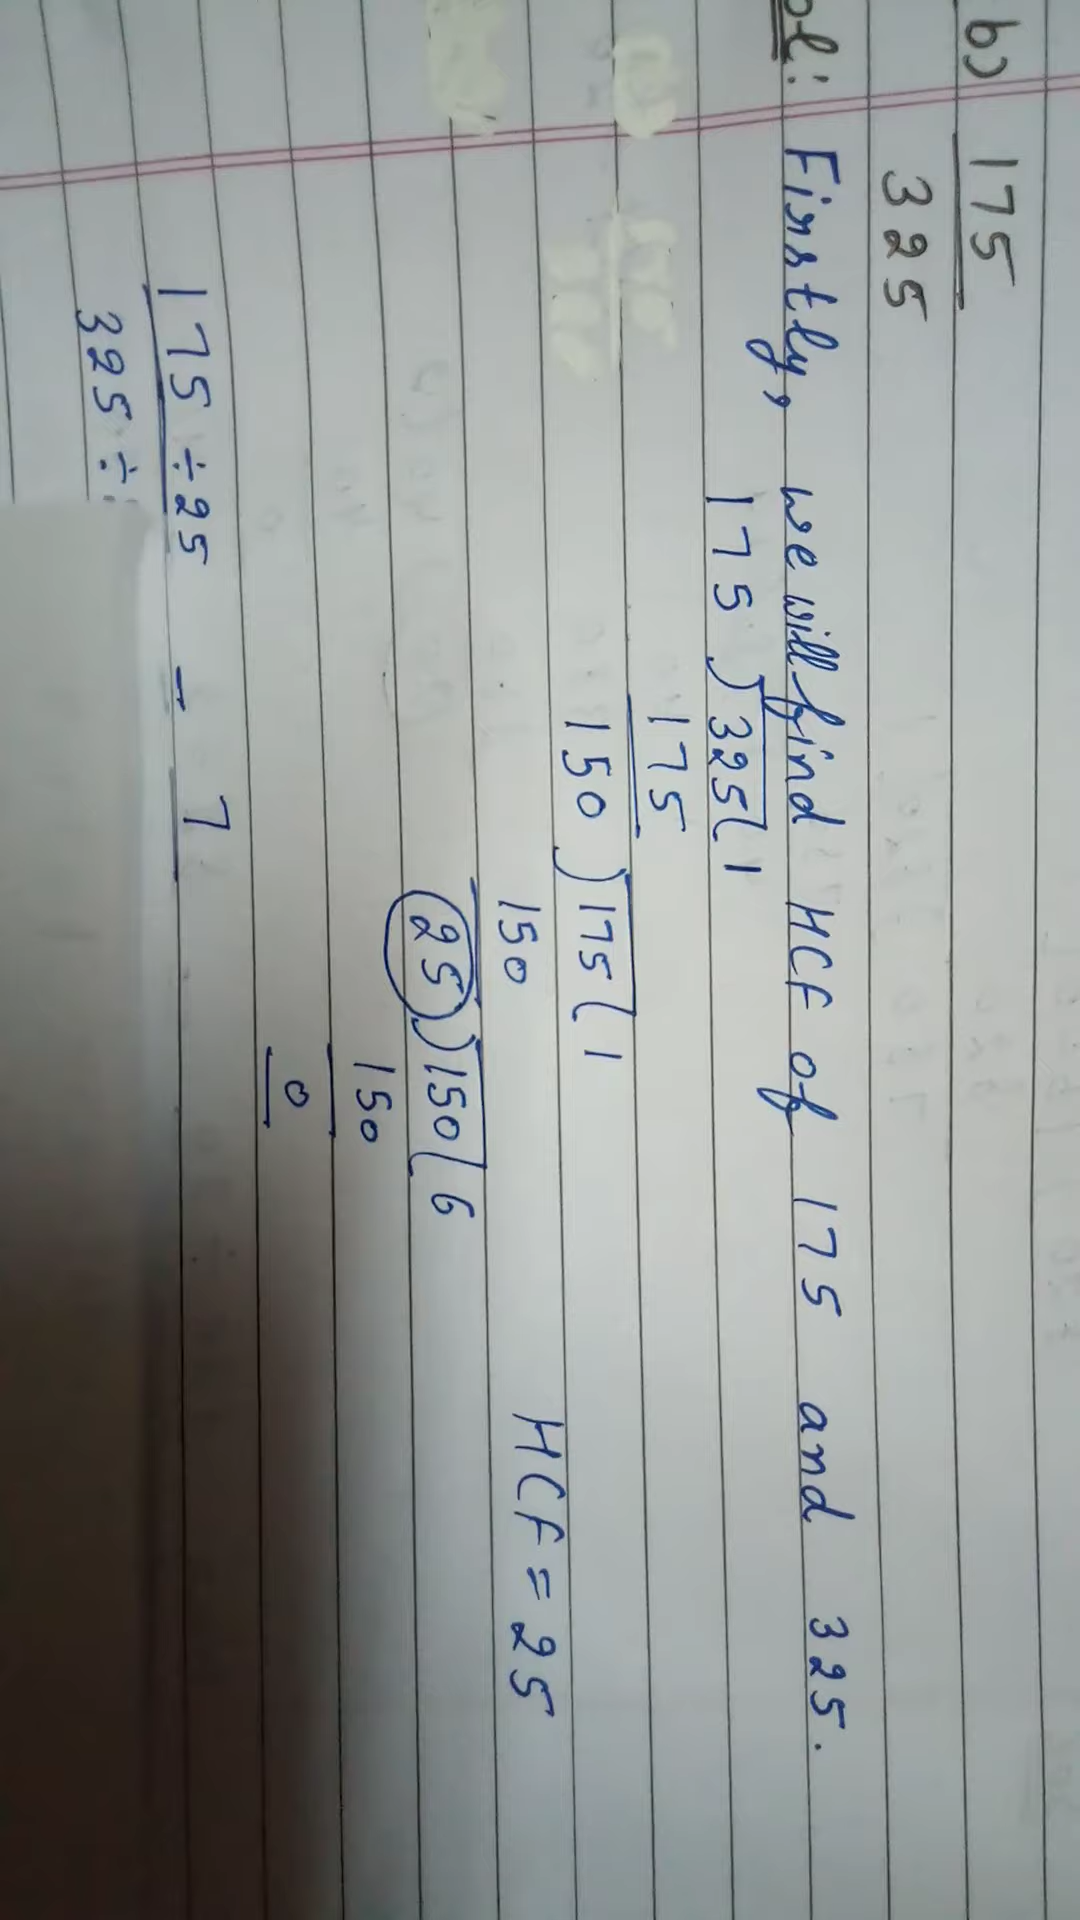 b) 175
325
ol: Firstly, we will find HCF of 175 and 325.
175 ) 325 ( 1
175
150 ) 175 ( 1
150
HCF = 25
25 ) 150 ( 6
150
0
175 ÷ 25 = 7
325 ÷